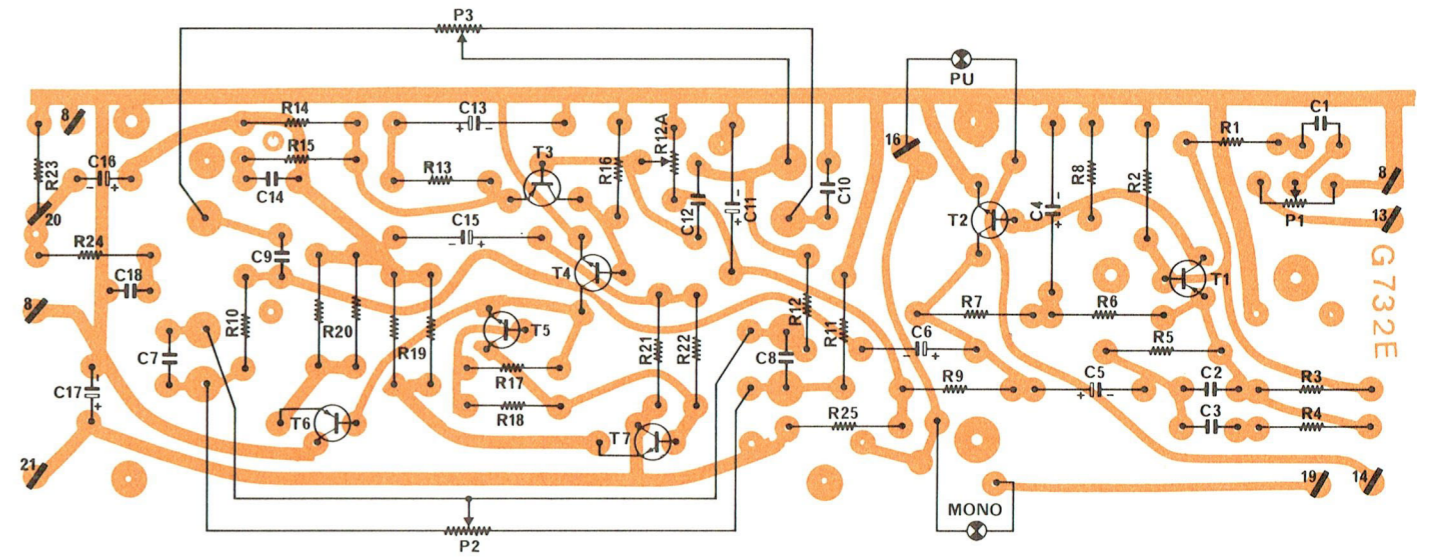 P3
PU
8
R14
C13
R12A
C1
R1
R23
C16
R15
T3
R16
16
R8
R2
8
C14
R13
C12
C11
C10
T2
C4
P1
13
20
C15
R24
C9
T4
T1
G732E
C18
8
R10
R20
R19
T5
R21
R22
R12
R11
R7
R6
C7
R17
C8
C6
R5
C17
R9
C5
C2
R3
R18
T6
T7
R25
C3
R4
21
19
14
MONO
P2